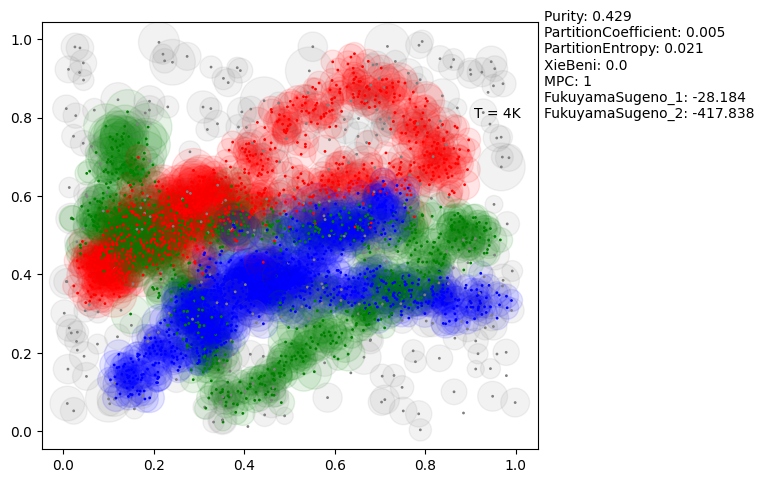 Purity: 0.429
PartitionCoefficient: 0.005
PartitionEntropy: 0.021
XieBeni: 0.0
MPC: 1
FukuyamaSugeno_1: -28.184
FukuyamaSugeno_2: -417.838
T = 4K
1.0
0.8
0.6
0.4
0.2
0.0
0.0 0.2 0.4 0.6 0.8 1.0